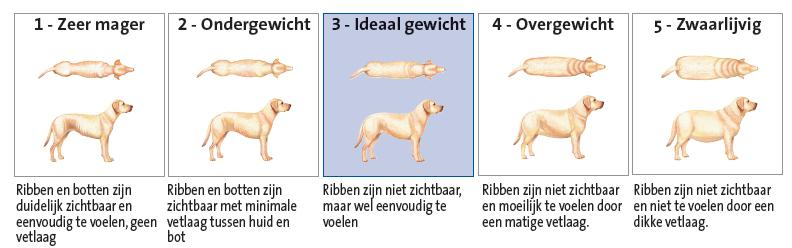 1 - Zeer mager
2 - Ondergewicht
3 - Ideaal gewicht
4 - Overgewicht
5 - Zwaarlijvig
Ribben en botten zijn
duidelijk zichtbaar en
eenvoudig te voelen, geen
vetlaag
Ribben en botten zijn
zichtbaar met minimale
vetlaag tussen huid en
bot
Ribben zijn niet zichtbaar,
maar wel eenvoudig te
voelen
Ribben zijn niet zichtbaar
en moeilijk te voelen door
een matige vetlaag.
Ribben zijn niet zichtbaar
en niet te voelen door een
dikke vetlaag.